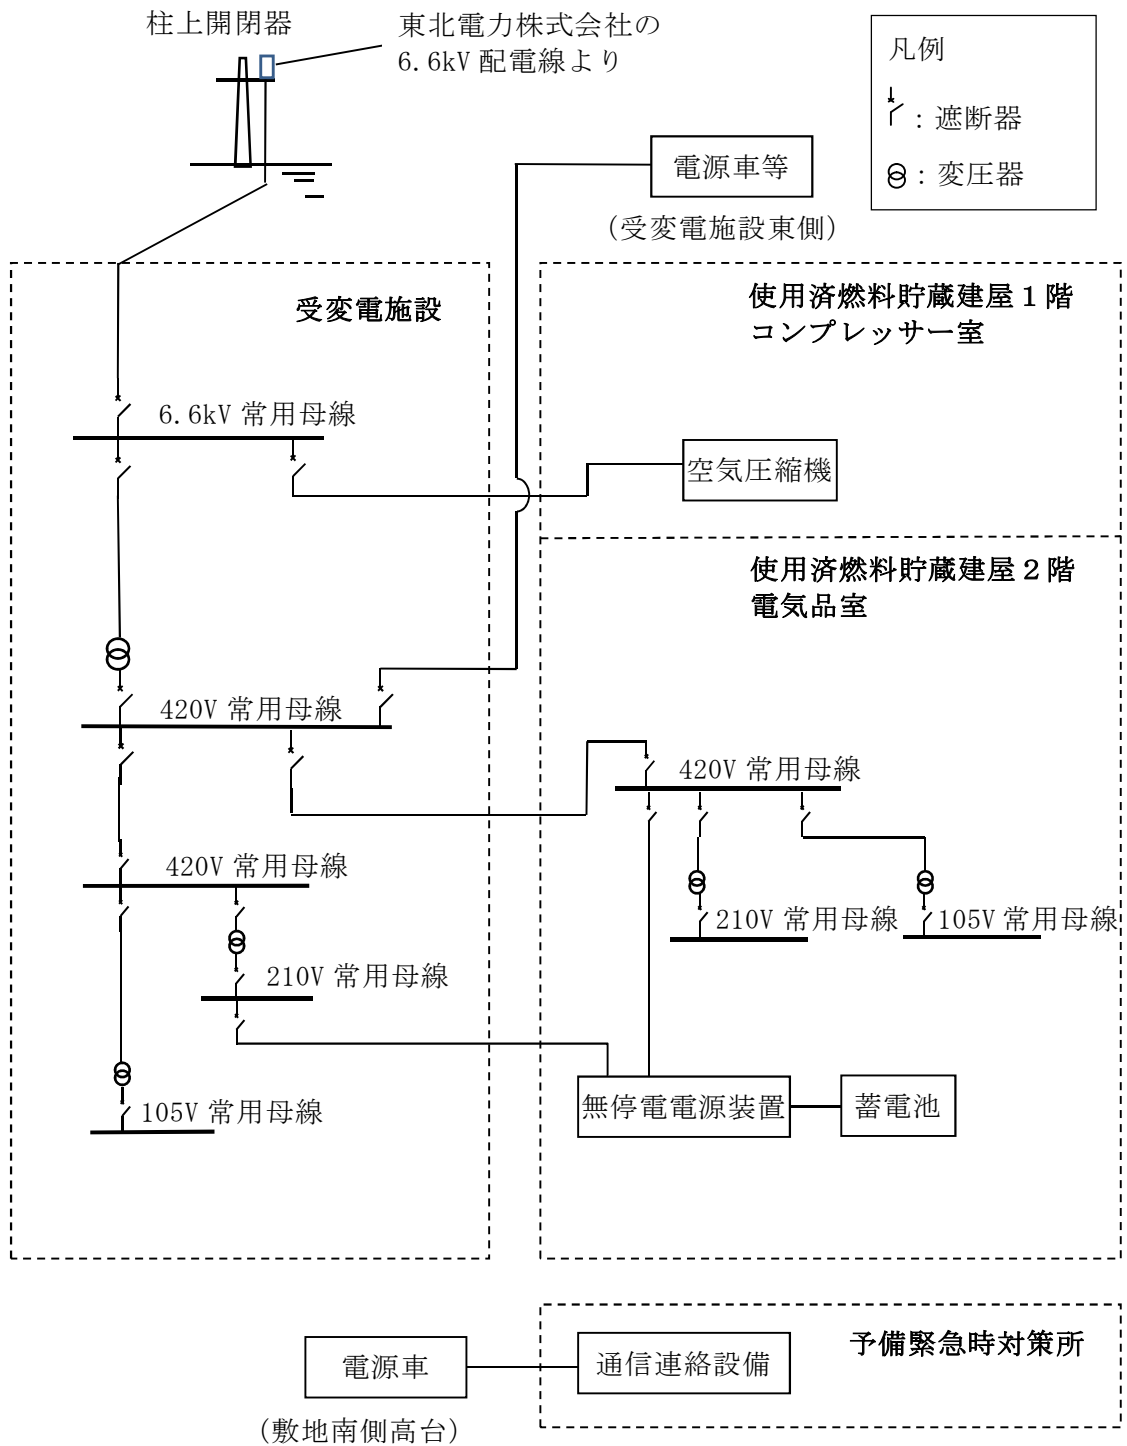 柱上開閉器
東北電力株式会社の
6.6kV 配電線より
凡例
：遮断器
：変圧器
電源車等
(受変電施設東側)
受変電施設
使用済燃料貯蔵建屋１階
コンプレッサー室
6.6kV 常用母線
空気圧縮機
使用済燃料貯蔵建屋２階
電気品室
420V 常用母線
420V 常用母線
420V 常用母線
210V 常用母線
105V 常用母線
210V 常用母線
105V 常用母線
無停電電源装置
蓄電池
予備緊急時対策所
電源車
通信連絡設備
(敷地南側高台)